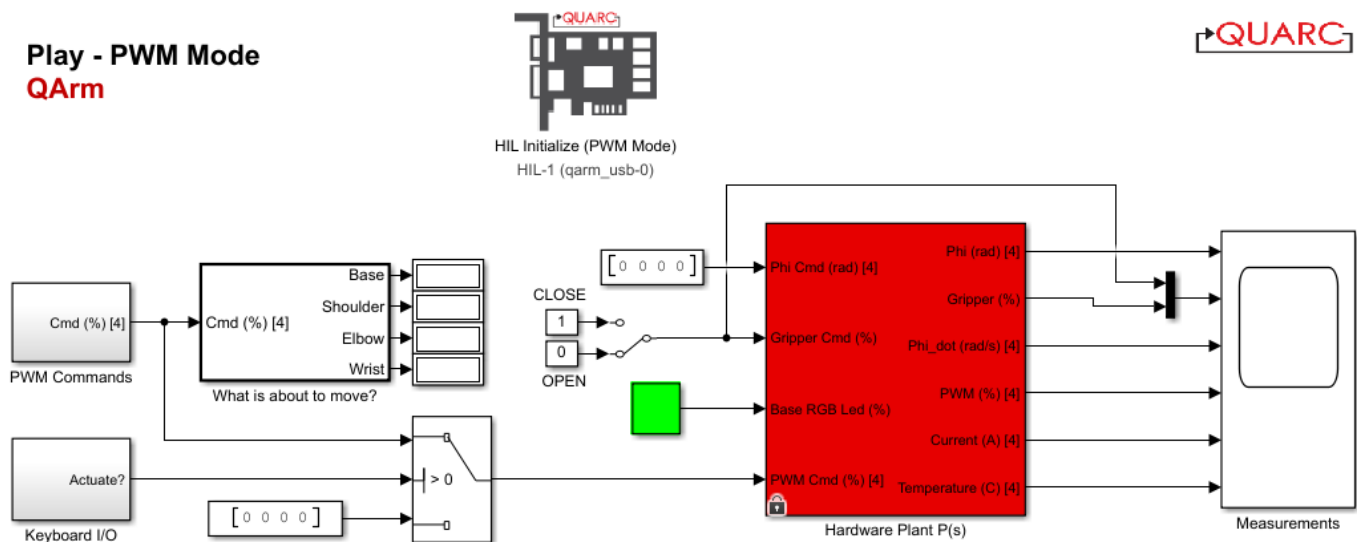 QUARC
Play - PWM Mode
QArm
QUARC
HIL Initialize (PWM Mode)
HIL-1 (qarm_usb-0)
Cmd (%) [4]
PWM Commands
Cmd (%) [4]
Base
Shoulder
Elbow
Wrist
What is about to move?
Actuate?
Keyboard I/O
[0 0 0 0]
> 0
CLOSE
1
0
OPEN
[0 0 0 0]
Phi Cmd (rad) [4]
Gripper Cmd (%)
Base RGB Led (%)
PWM Cmd (%) [4]
Phi (rad) [4]
Gripper (%)
Phi_dot (rad/s) [4]
PWM (%) [4]
Current (A) [4]
Temperature (C) [4]
Hardware Plant P(s)
Measurements